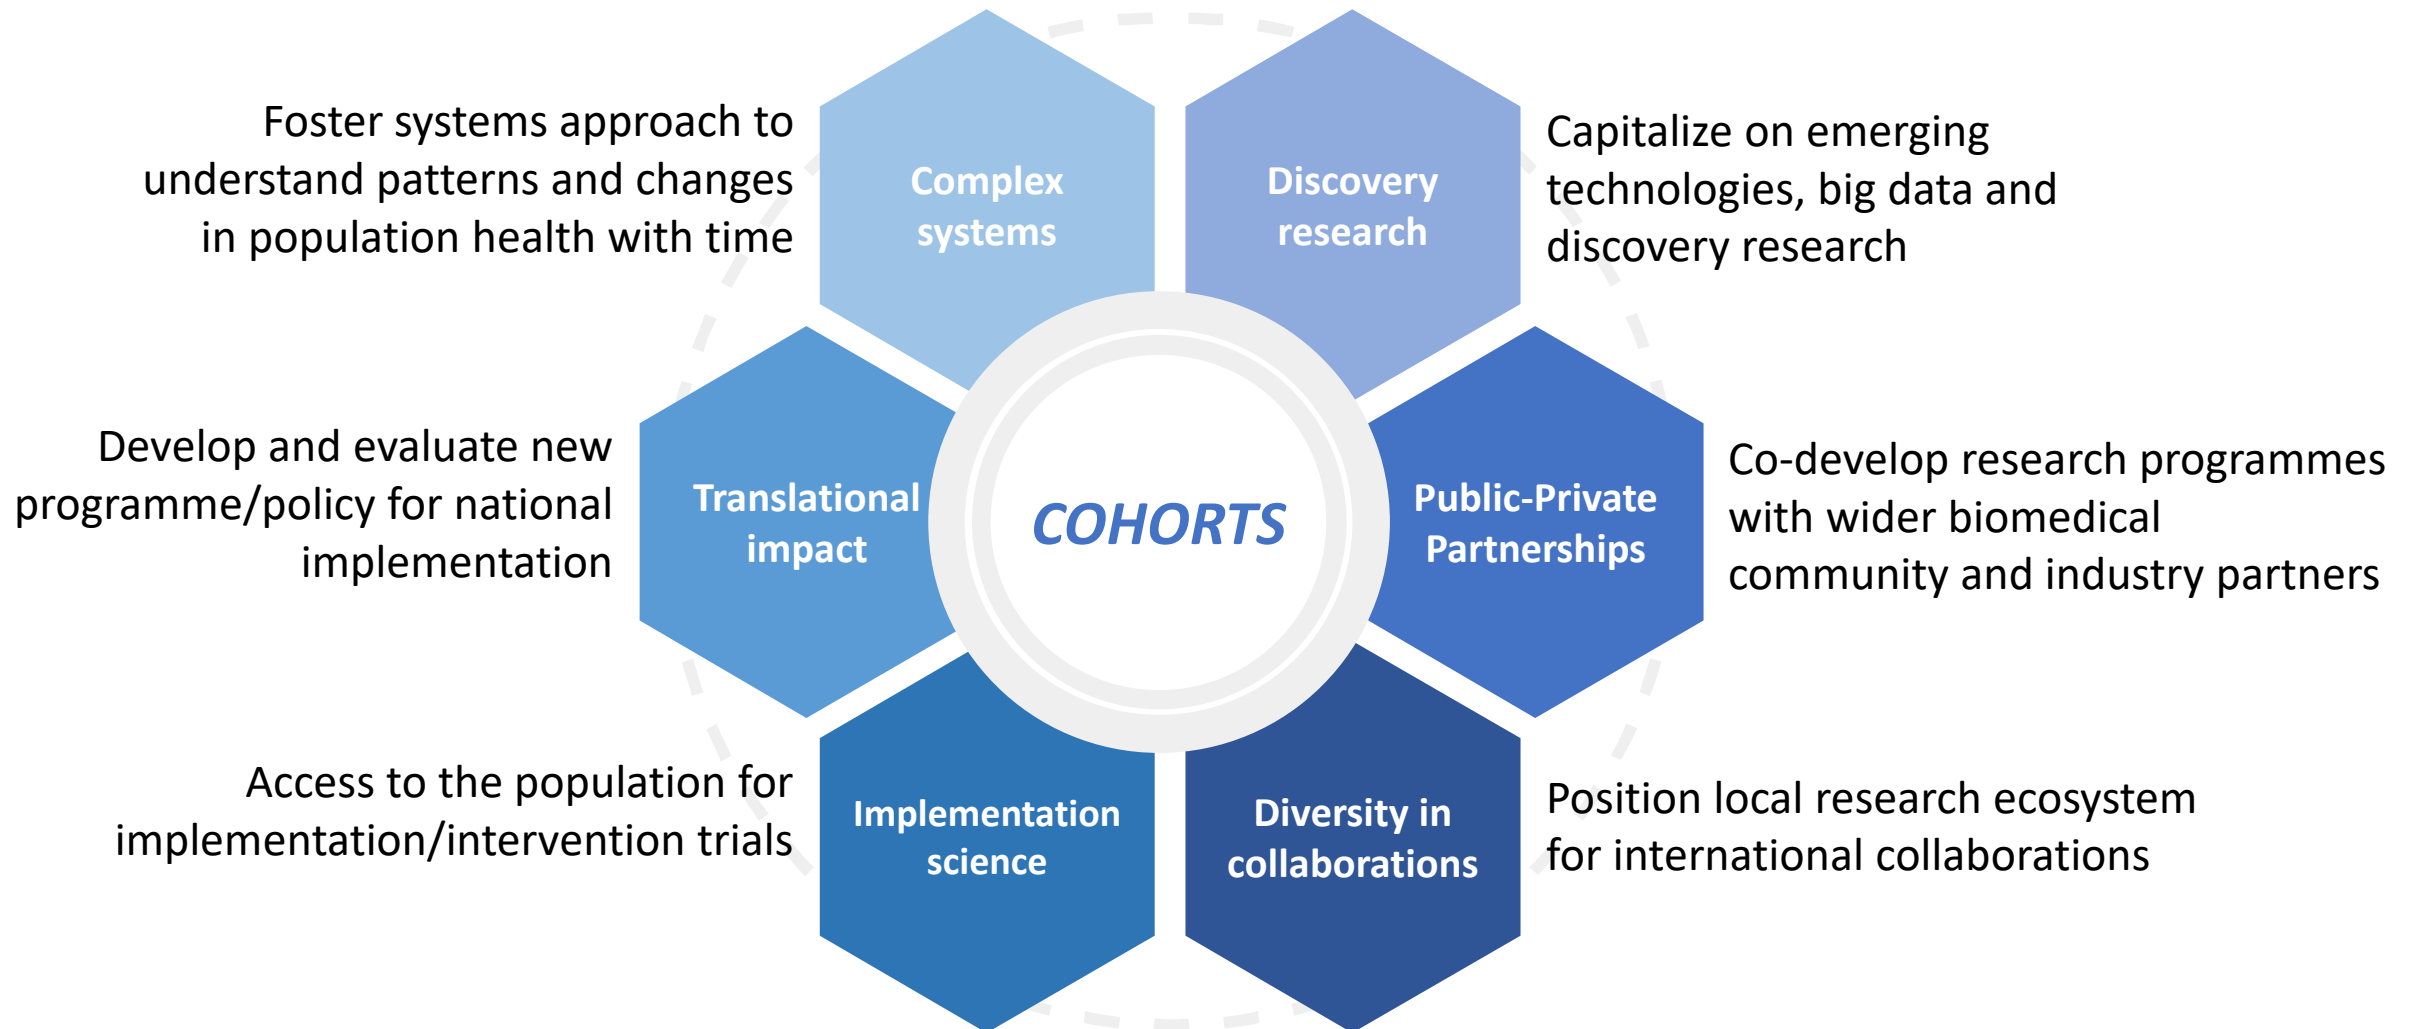 Foster systems approach to
understand patterns and changes
in population health with time
Complex
systems
Discovery
research
Capitalize on emerging
technologies, big data and
discovery research
Develop and evaluate new
programme/policy for national
implementation
Translational
impact
COHORTS
Public-Private
Partnerships
Co-develop research programmes
with wider biomedical
community and industry partners
Access to the population for
implementation/intervention trials
Implementation
science
Diversity in
collaborations
Position local research ecosystem
for international collaborations